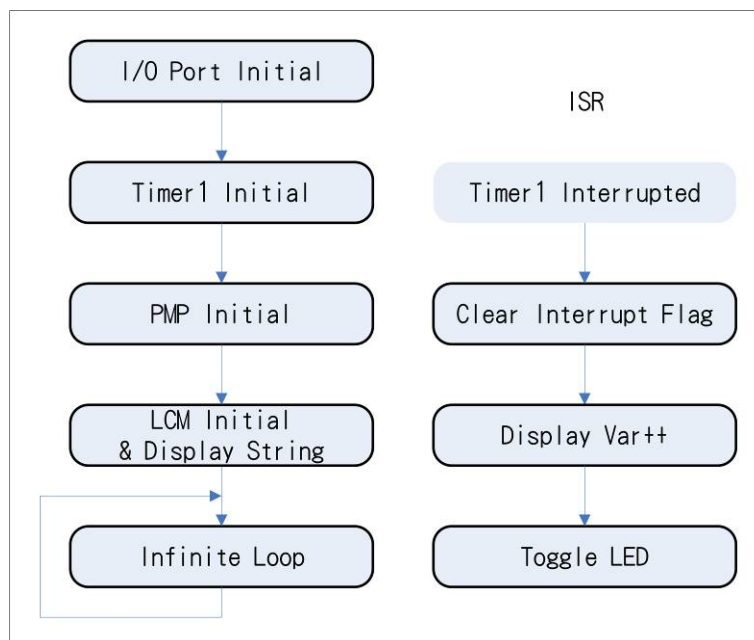 I/O Port Initial
Timer1 Initial
PMP Initial
LCM Initial
& Display String
Infinite Loop
ISR
Timer1 Interrupted
Clear Interrupt Flag
Display Var++
Toggle LED